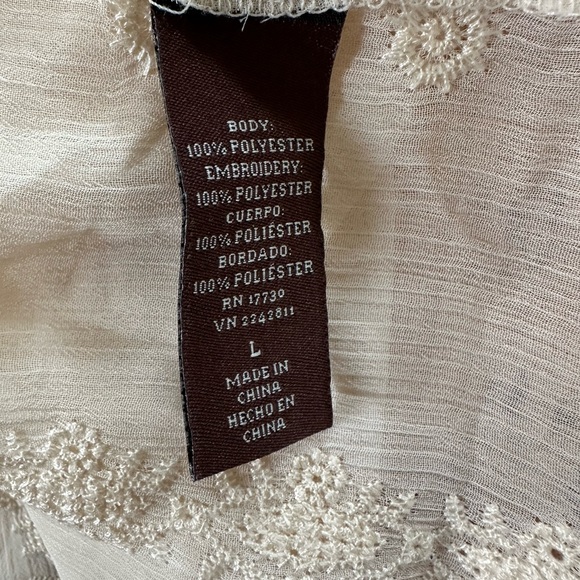 BODY:
100% POLYESTER
EMBROIDERY:
100% POLYESTER
CUERPO:
100% POLIÉSTER
BORDADO:
100% POLIÉSTER
RN 17730
VN 2242811
L
MADE IN
CHINA
HECHO EN
CHINA